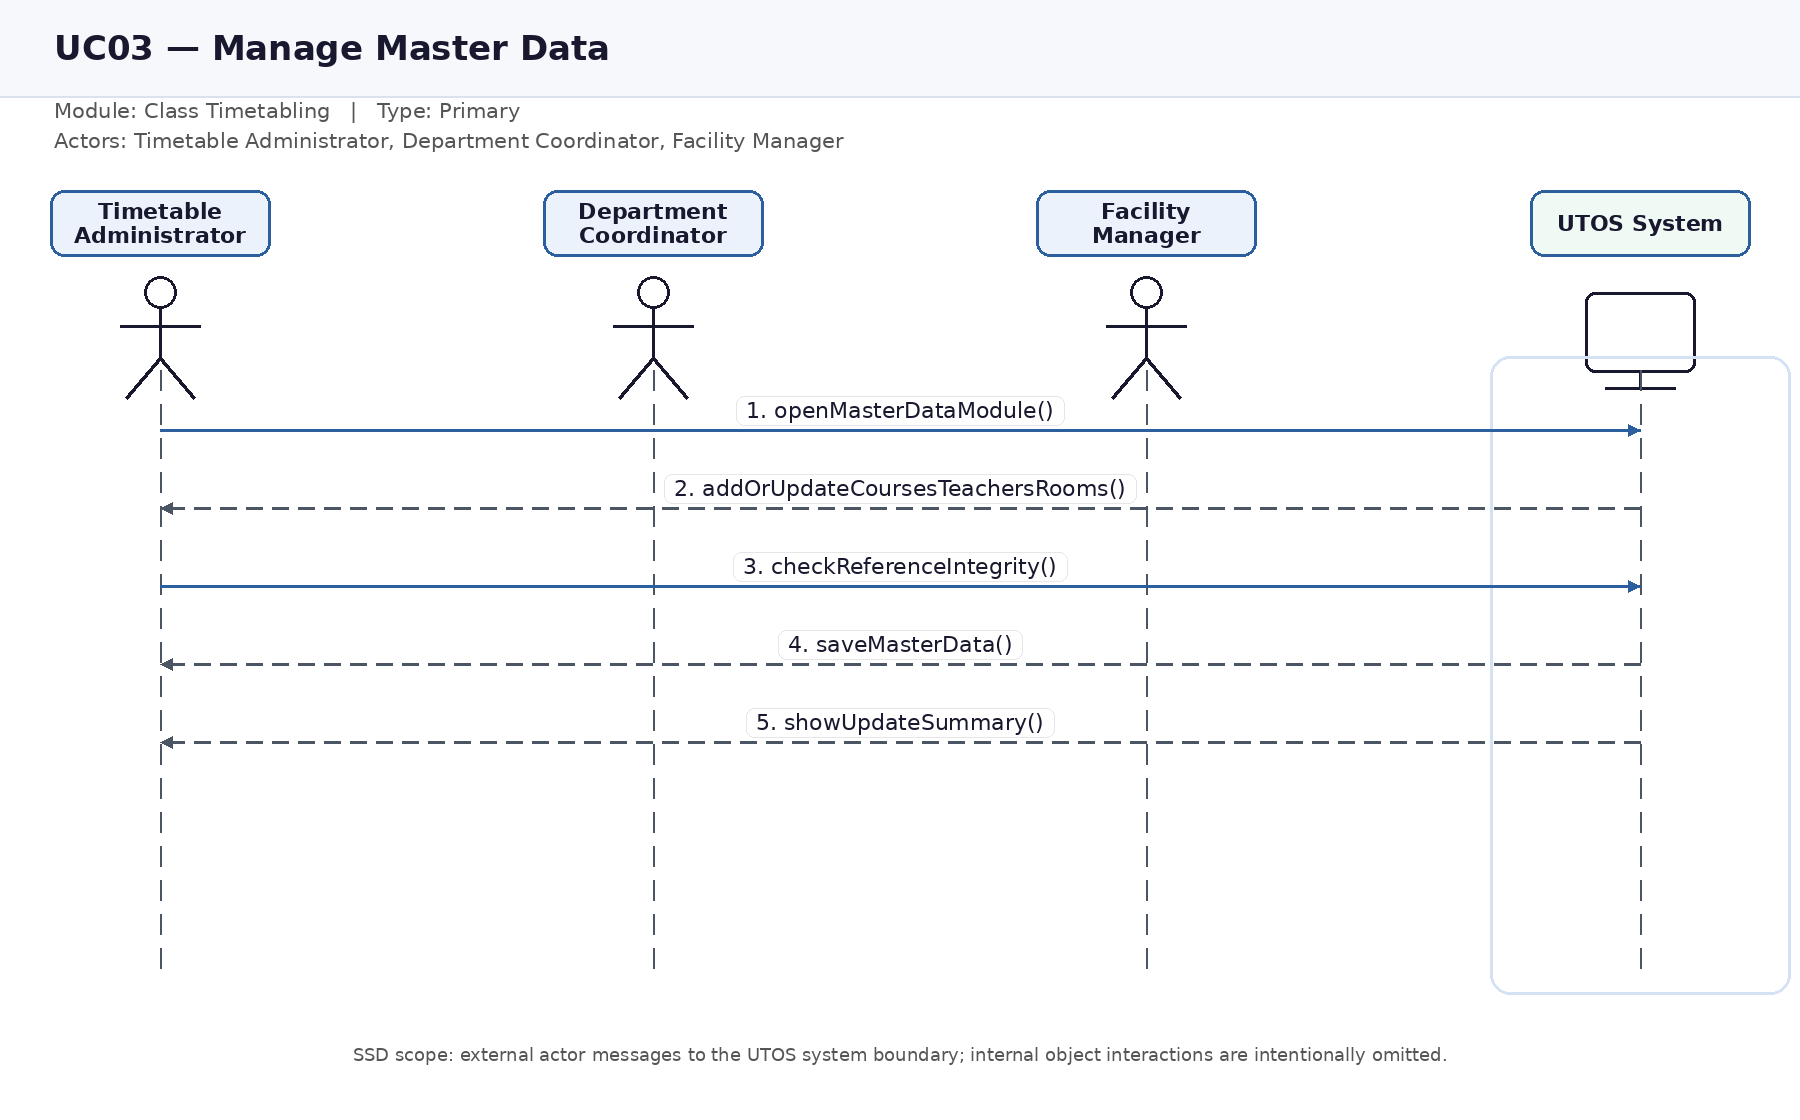 UC03 — Manage Master Data
Module: Class Timetabling | Type: Primary
Actors: Timetable Administrator, Department Coordinator, Facility Manager
Timetable
Administrator
Department
Coordinator
Facility
Manager
UTOS System
1. openMasterDataModule()
2. addOrUpdateCoursesTeachersRooms()
3. checkReferenceIntegrity()
4. saveMasterData()
5. showUpdateSummary()
SSD scope: external actor messages to the UTOS system boundary; internal object interactions are intentionally omitted.